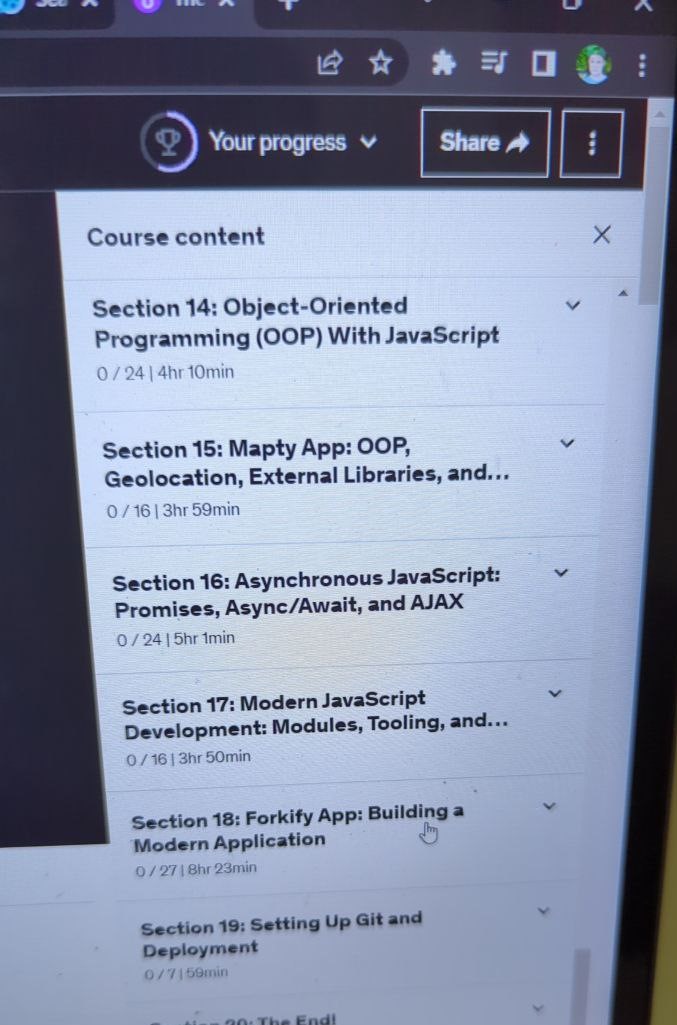 Your progress
Share
Course content
Section 14: Object-Oriented
Programming (OOP) With JavaScript
0 / 24 | 4hr 10min
Section 15: Mapty App: OOP,
Geolocation, External Libraries, and...
0 / 16 | 3hr 59min
Section 16: Asynchronous JavaScript:
Promises, Async/Await, and AJAX
0 / 24 | 5hr 1min
Section 17: Modern JavaScript
Development: Modules, Tooling, and...
0 / 16 | 3hr 50min
Section 18: Forkify App: Building a
Modern Application
0 / 27 | 8hr 23min
Section 19: Setting Up Git and
Deployment
0 / 7 | 59min
Section 20: The End!